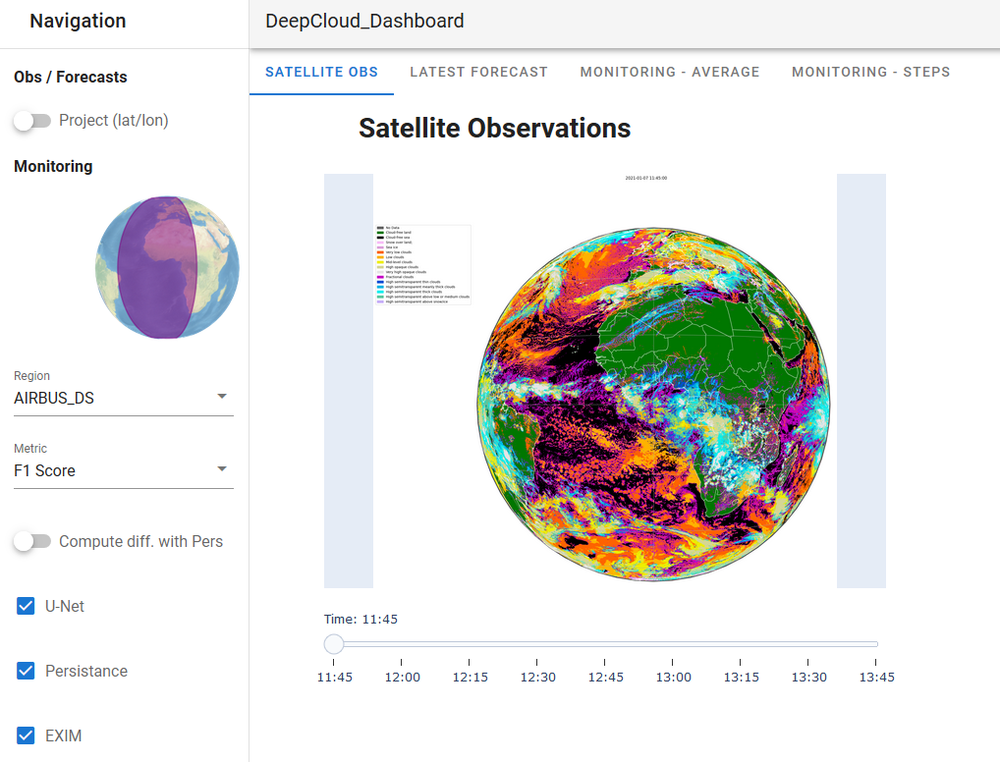 Navigation
DeepCloud_Dashboard
Obs / Forecasts
Project (lat/lon)
Monitoring
Region
AIRBUS_DS
Metric
F1 Score
Compute diff. with Pers
U-Net
Persistance
EXIM
SATELLITE OBS
LATEST FORECAST
MONITORING - AVERAGE
MONITORING - STEPS
Satellite Observations
2021-01-07 11:45:00
No Data
Cloud-free land
Cloud-free sea
Snow over land
Sea ice
Very low clouds
Low clouds
Mid-level clouds
High opaque clouds
Very high opaque clouds
Fractional clouds
High semitransparent thin clouds
High semitransparent meanly thick clouds
High semitransparent thick clouds
High semitransparent above low or medium clouds
High semitransparent above snow/ice
Time: 11:45
11:45
12:00
12:15
12:30
12:45
13:00
13:15
13:30
13:45